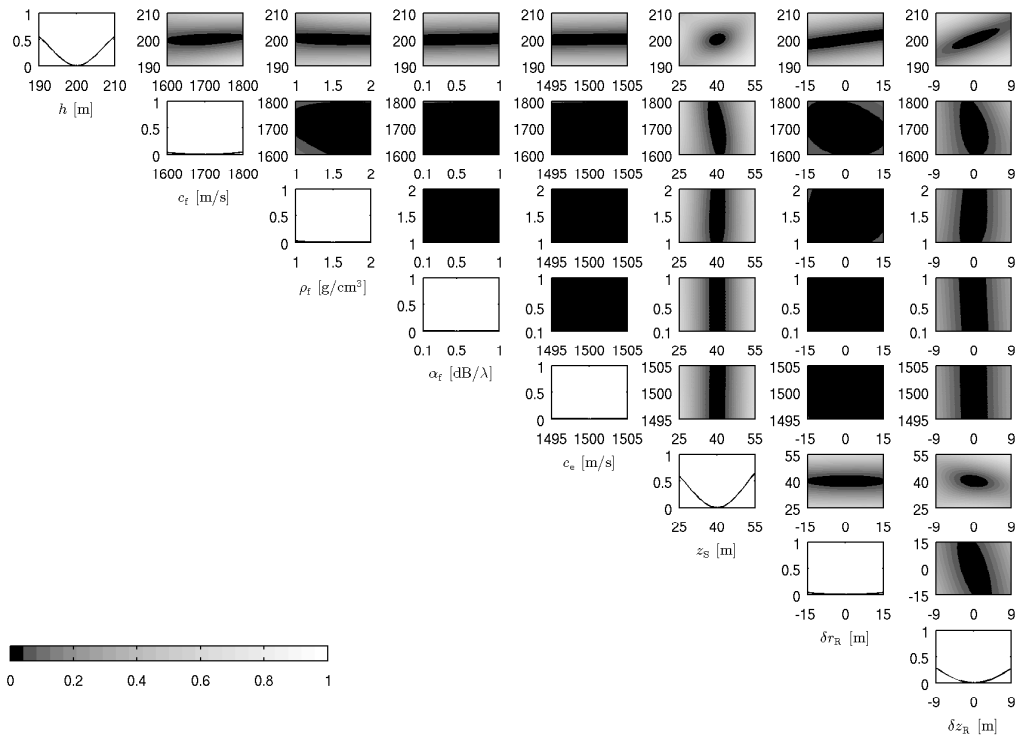 1 210 210 210 210 210 210 210
0.5 200 200 200 200 200 200 200
0 190 190 190 190 190 190 190
190 200 210 1600 1700 1800 1 1.5 2 0.1 0.5 1 1495 1500 1505 25 40 55 -15 0 15 -9 0 9
h [m]
1 1800 1800 1800 1800 1800 1800
0.5 1700 1700 1700 1700 1700 1700
0 1600 1600 1600 1600 1600 1600
1600 1700 1800 1 1.5 2 0.1 0.5 1 1495 1500 1505 25 40 55 -15 0 15 -9 0 9
c_f [m/s]
1 2 2 2 2 2
0.5 1.5 1.5 1.5 1.5 1.5
0 1 1 1 1 1
1 1.5 2 0.1 0.5 1 1495 1500 1505 25 40 55 -15 0 15 -9 0 9
ρ_f [g/cm³]
1 1 1 1 1
0.5 0.5 0.5 0.5 0.5
0 0.1 0.1 0.1 0.1
0.1 0.5 1 1495 1500 1505 25 40 55 -15 0 15 -9 0 9
α_f [dB/λ]
1 1505 1505 1505
0.5 1500 1500 1500
0 1495 1495 1495
1495 1500 1505 25 40 55 -15 0 15 -9 0 9
c_e [m/s]
1 55 55
0.5 40 40
0 25 25
25 40 55 -15 0 15 -9 0 9
z_S [m]
1 15
0.5 0
0 -15
-15 0 15 -9 0 9
δr_R [m]
1
0.5
0
-9 0 9
δz_R [m]
0 0.2 0.4 0.6 0.8 1